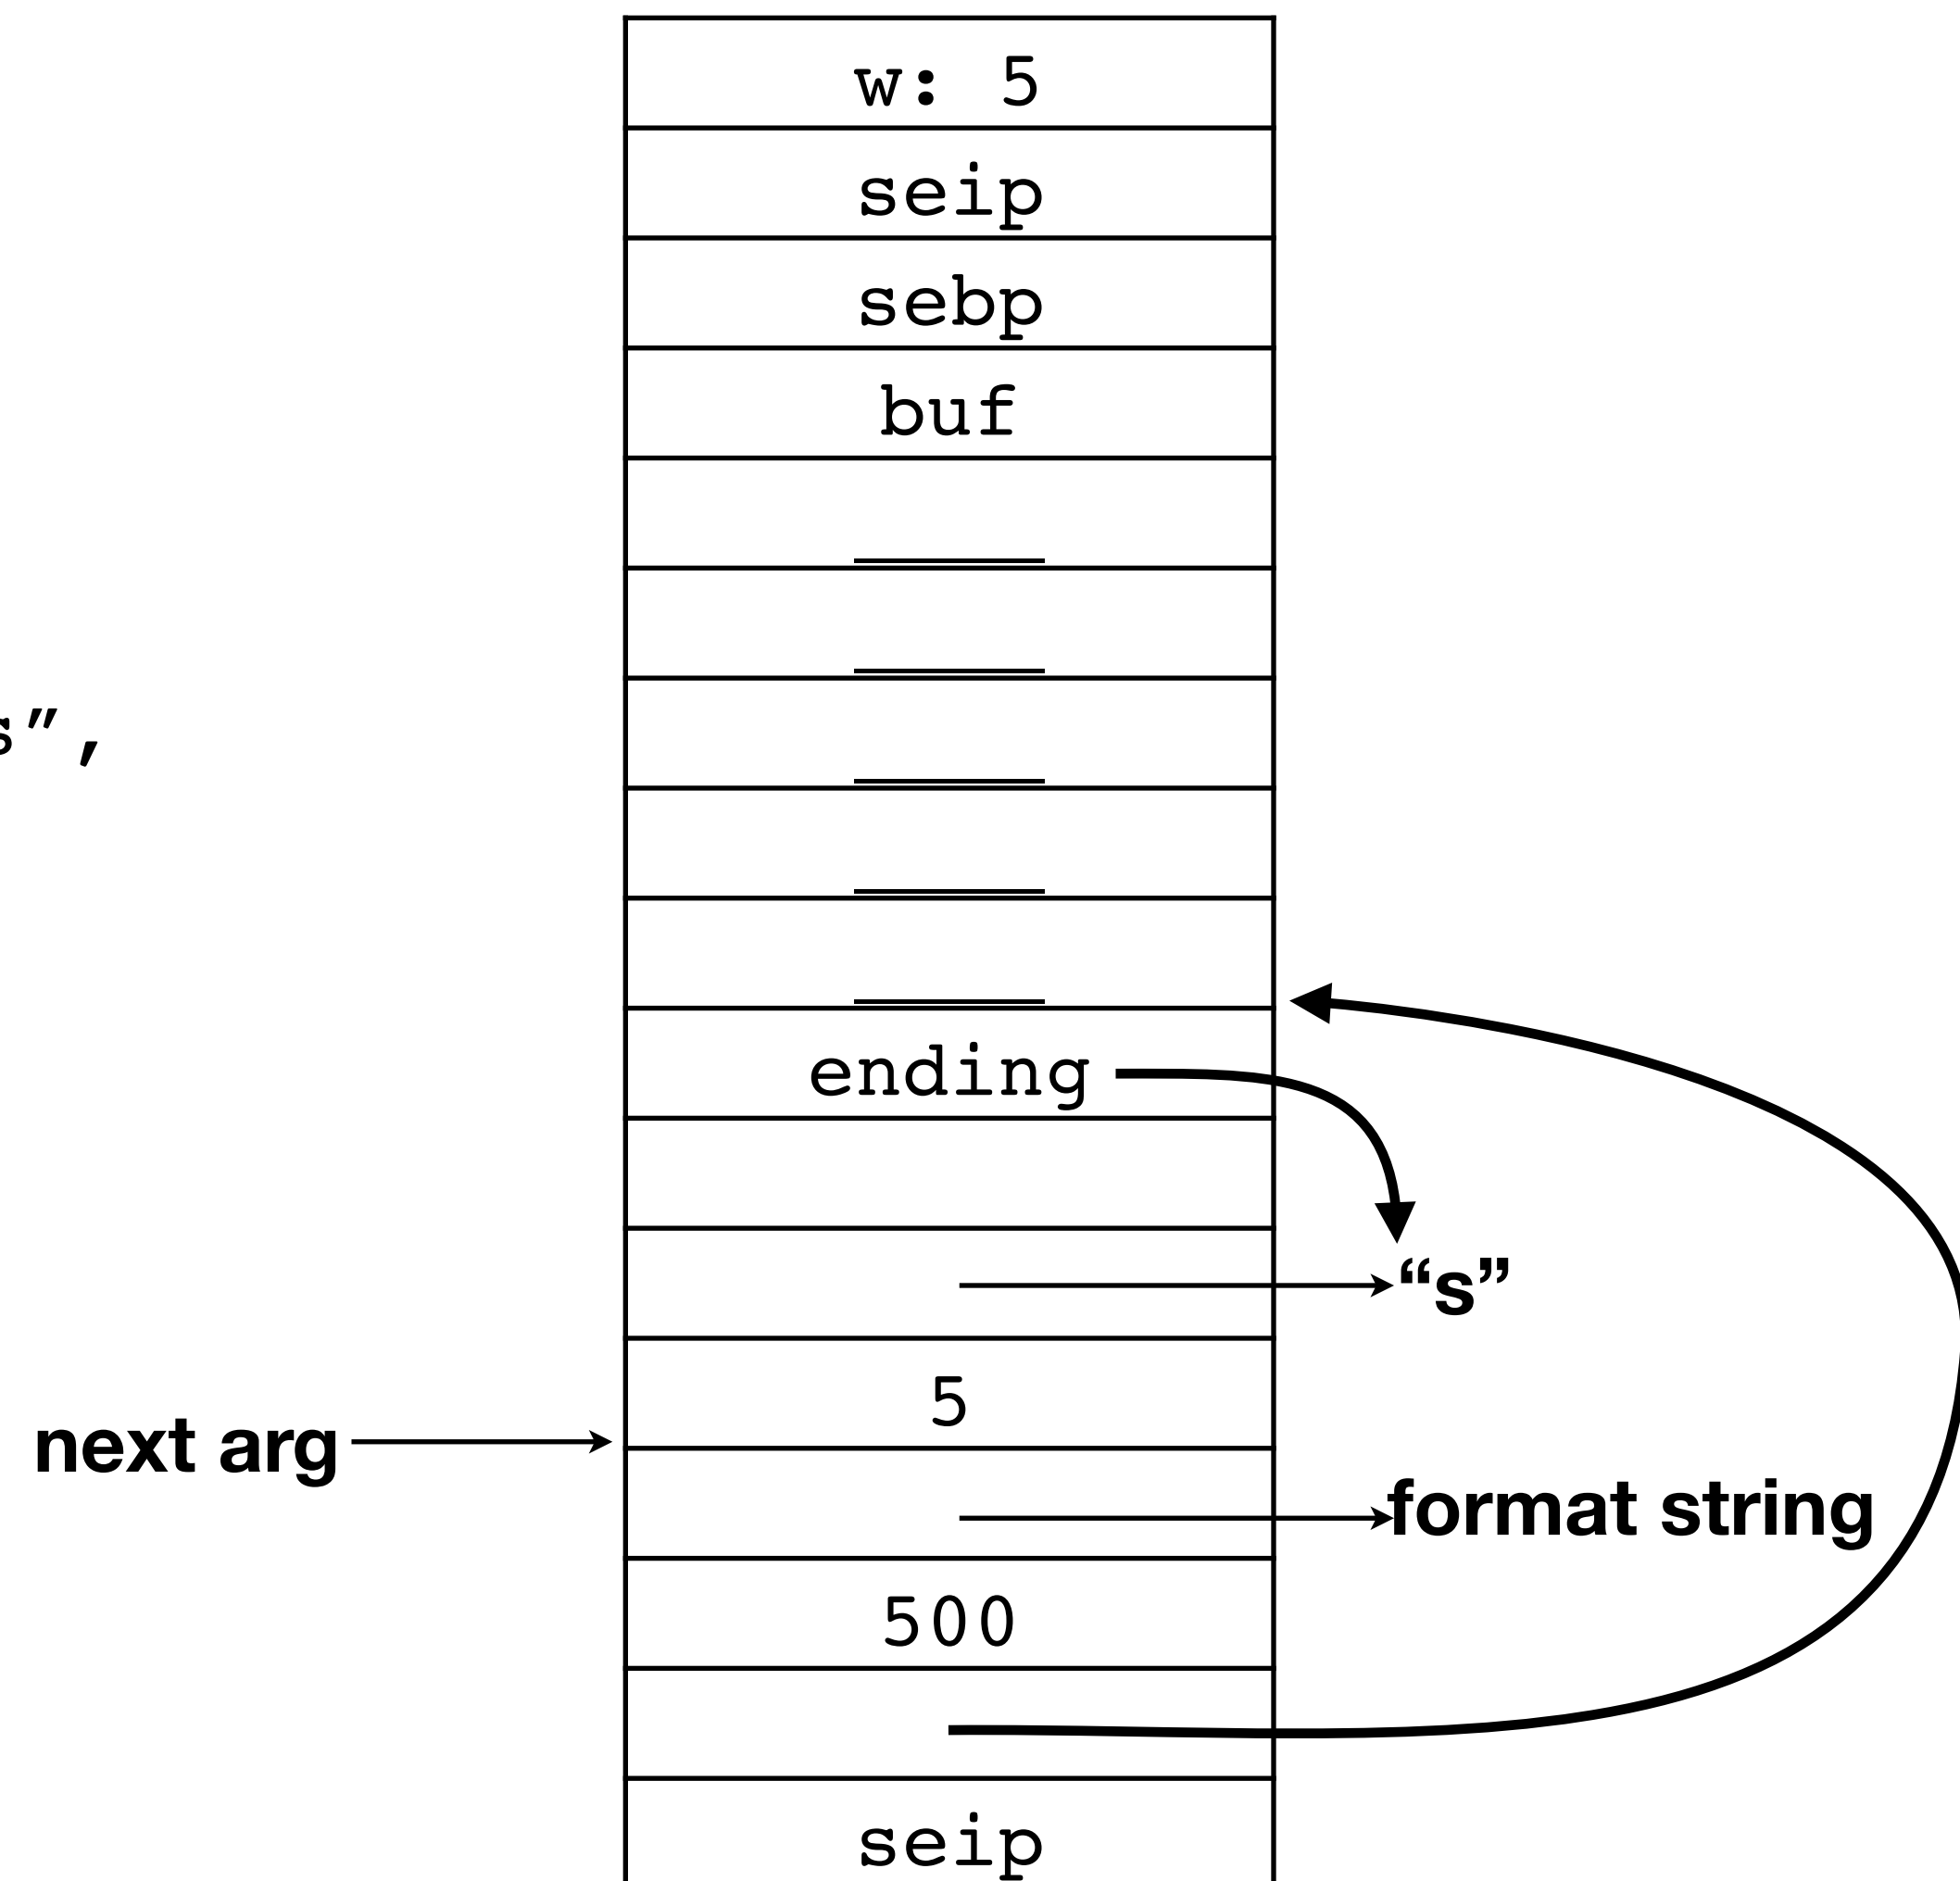 w: 5
seip
sebp
buf
s”,
ending
“s”
5
next arg
format string
500
seip